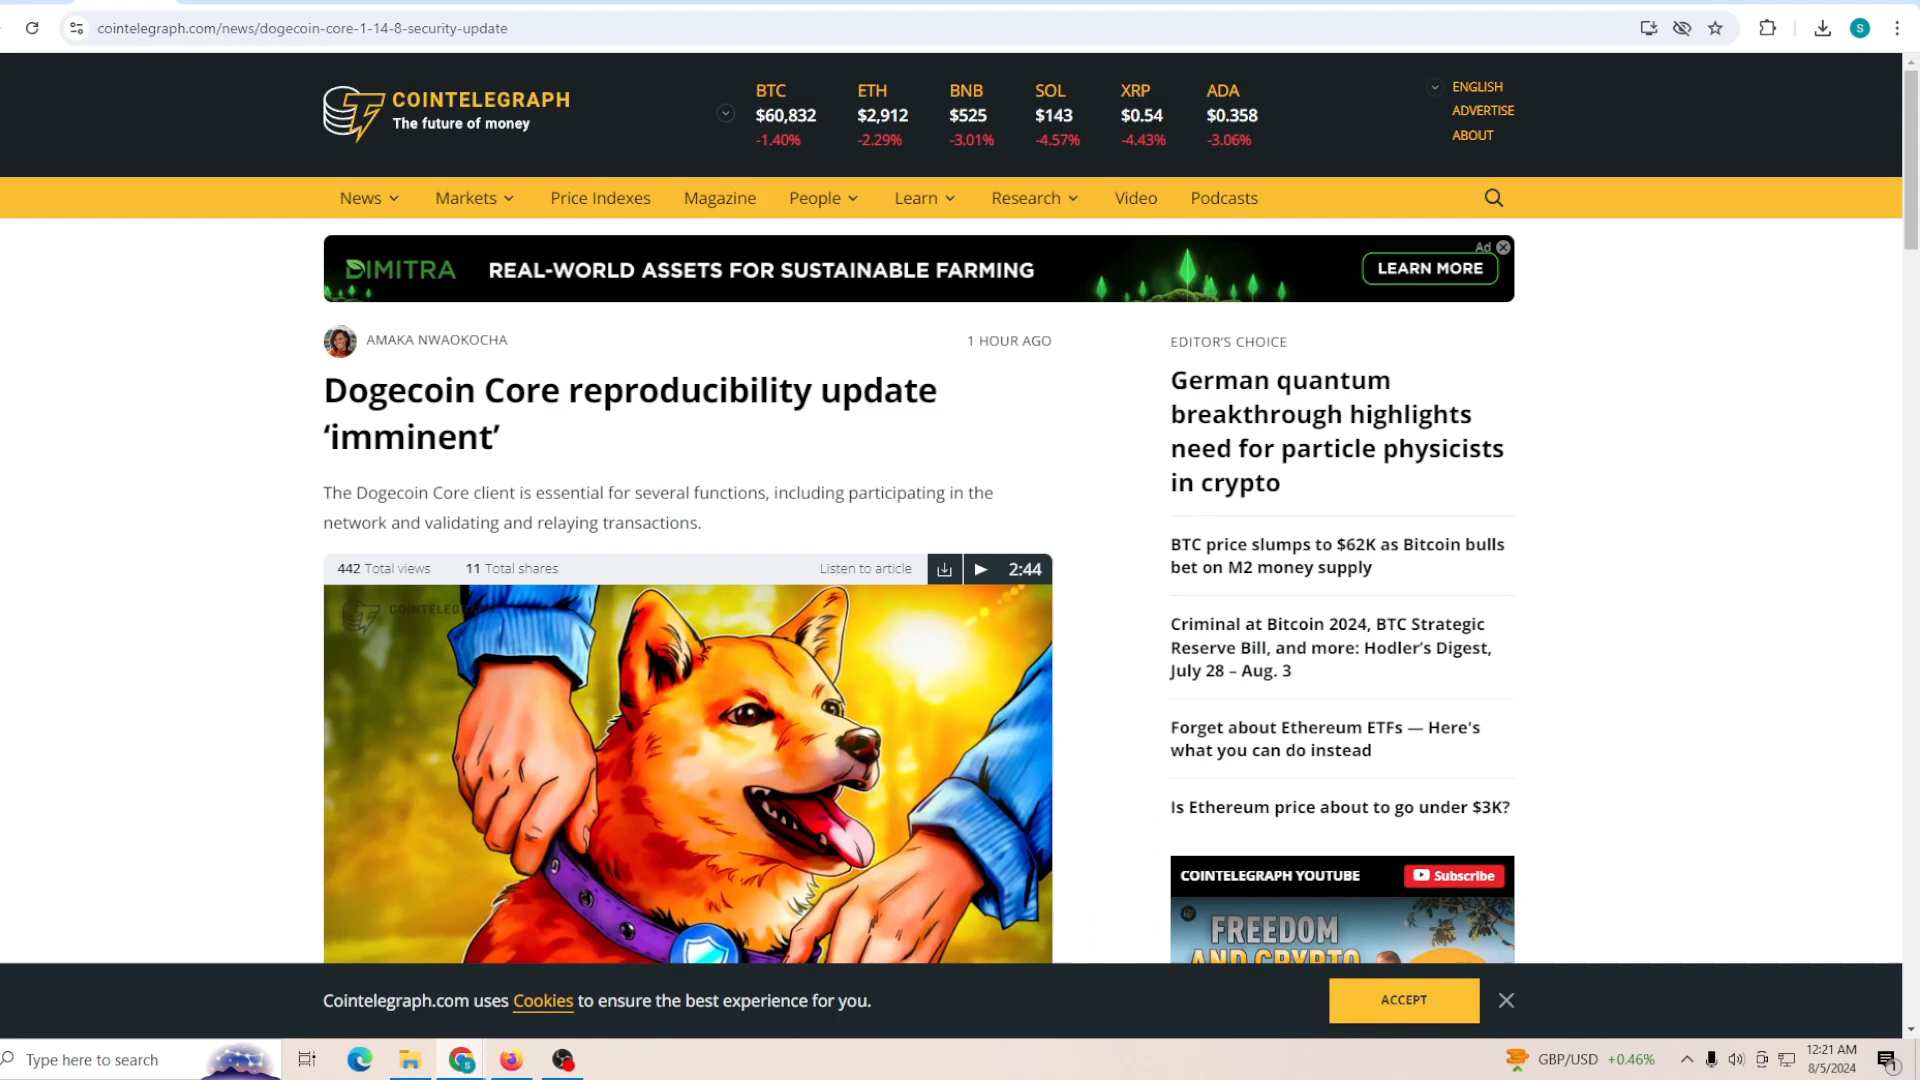 cointelegraph.com/news/dogecoin-core-1-14-8-security-update
S
COINTELEGRAPH
The future of money
BTC ETH BNB SOL XRP ADA
$60,832 $2,912 $525 $143 $0.54 $0.358
-1.40% -2.29% -3.01% -4.57% -4.43% -3.06%
ENGLISH
ADVERTISE
ABOUT
News Markets Price Indexes Magazine People Learn Research Video Podcasts
DIMITRA REAL-WORLD ASSETS FOR SUSTAINABLE FARMING LEARN MORE Ad
AMAKA NWAOKOCHA 1 HOUR AGO
Dogecoin Core reproducibility update
‘imminent’
The Dogecoin Core client is essential for several functions, including participating in the
network and validating and relaying transactions.
442 Total views 11 Total shares Listen to article 2:44
EDITOR’S CHOICE
German quantum
breakthrough highlights
need for particle physicists
in crypto
BTC price slumps to $62K as Bitcoin bulls
bet on M2 money supply
Criminal at Bitcoin 2024, BTC Strategic
Reserve Bill, and more: Hodler’s Digest,
July 28 – Aug. 3
Forget about Ethereum ETFs — Here's
what you can do instead
Is Ethereum price about to go under $3K?
COINTELEGRAPH YOUTUBE Subscribe
FREEDOM
AND CRYPTO
Cointelegraph.com uses Cookies to ensure the best experience for you.
ACCEPT
Type here to search
S
GBP/USD +0.46%
12:21 AM
8/5/2024
1